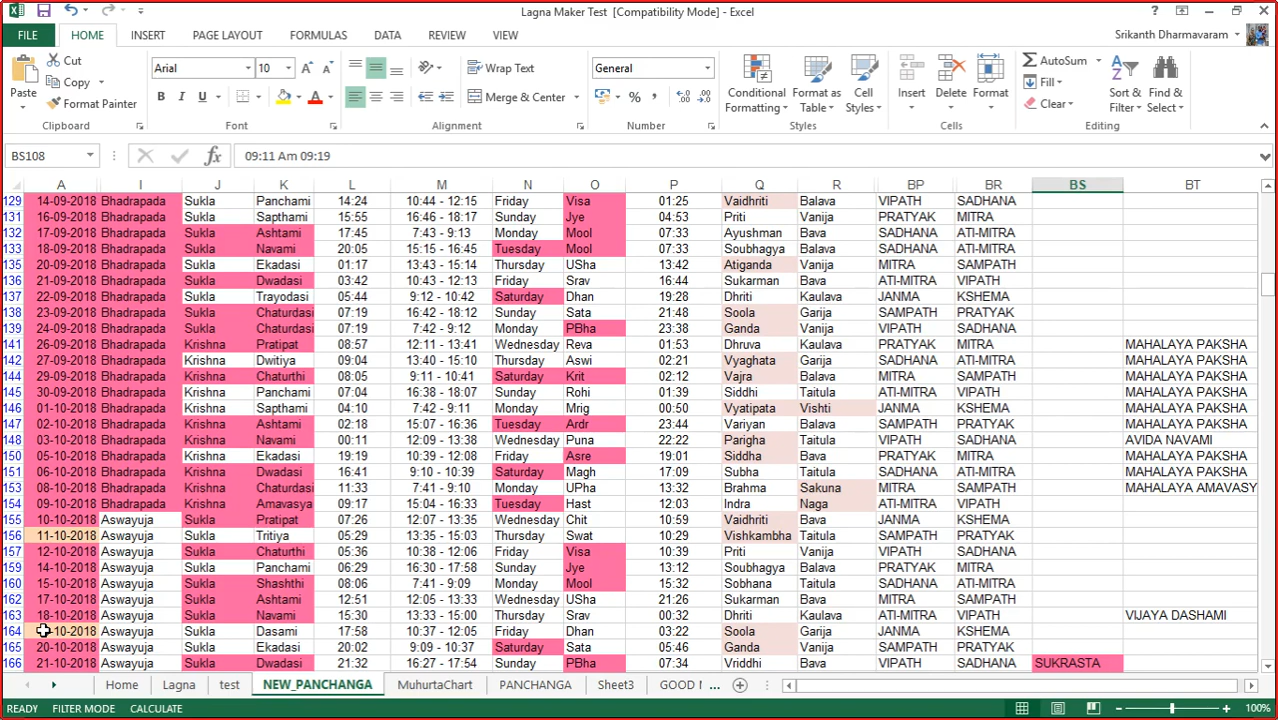 Lagna Maker Test [Compatibility Mode] - Excel
FILE HOME INSERT PAGE LAYOUT FORMULAS DATA REVIEW VIEW Srikanth Dharmavaram
Paste Cut Copy Format Painter Arial 10 B I U A Wrap Text Merge & Center General % Conditional Formatting Format as Table Cell Styles Insert Delete Format AutoSum Fill Clear Sort & Filter Find & Select
Clipboard Font Alignment Number Styles Cells Editing
BS108 fx 09:11 Am 09:19
A I J K L M N O P Q R BP BR BS BT
129 14-09-2018 Bhadrapada Sukla Panchami 14:24 10:44 - 12:15 Friday Visa 01:25 Vaidhriti Balava VIPATH SADHANA
131 16-09-2018 Bhadrapada Sukla Sapthami 15:55 16:46 - 18:17 Sunday Jye 04:53 Priti Vanija PRATYAK MITRA
132 17-09-2018 Bhadrapada Sukla Ashtami 17:45 7:43 - 9:13 Monday Mool 07:33 Ayushman Bava SADHANA ATI-MITRA
133 18-09-2018 Bhadrapada Sukla Navami 20:05 15:15 - 16:45 Tuesday Mool 07:33 Soubhagya Balava SADHANA ATI-MITRA
135 20-09-2018 Bhadrapada Sukla Ekadasi 01:17 13:43 - 15:14 Thursday USha 13:42 Atiganda Vanija MITRA SAMPATH
136 21-09-2018 Bhadrapada Sukla Dwadasi 03:42 10:43 - 12:13 Friday Srav 16:44 Sukarman Bava ATI-MITRA VIPATH
137 22-09-2018 Bhadrapada Sukla Trayodasi 05:44 9:12 - 10:42 Saturday Dhan 19:28 Dhriti Kaulava JANMA KSHEMA
138 23-09-2018 Bhadrapada Sukla Chaturdasi 07:19 16:42 - 18:12 Sunday Sata 21:48 Soola Garija SAMPATH PRATYAK
139 24-09-2018 Bhadrapada Sukla Chaturdasi 07:19 7:42 - 9:12 Monday PBha 23:38 Ganda Vanija VIPATH SADHANA
141 26-09-2018 Bhadrapada Krishna Pratipat 08:57 12:11 - 13:41 Wednesday Reva 01:53 Dhruva Kaulava PRATYAK MITRA MAHALAYA PAKSHA
142 27-09-2018 Bhadrapada Krishna Dwitiya 09:04 13:40 - 15:10 Thursday Aswi 02:21 Vyaghata Garija SADHANA ATI-MITRA MAHALAYA PAKSHA
144 29-09-2018 Bhadrapada Krishna Chaturthi 08:05 9:11 - 10:41 Saturday Krit 02:12 Vajra Balava MITRA SAMPATH MAHALAYA PAKSHA
145 30-09-2018 Bhadrapada Krishna Panchami 07:04 16:38 - 18:07 Sunday Rohi 01:39 Siddhi Taitula ATI-MITRA VIPATH MAHALAYA PAKSHA
146 01-10-2018 Bhadrapada Krishna Sapthami 04:10 7:42 - 9:11 Monday Mrig 00:50 Vyatipata Vishti JANMA KSHEMA MAHALAYA PAKSHA
147 02-10-2018 Bhadrapada Krishna Ashtami 02:18 15:07 - 16:36 Tuesday Ardr 23:44 Variyan Bava SAMPATH PRATYAK MAHALAYA PAKSHA
148 03-10-2018 Bhadrapada Krishna Navami 00:11 12:09 - 13:38 Wednesday Puna 22:22 Parigha Taitula VIPATH SADHANA AVIDA NAVAMI
150 05-10-2018 Bhadrapada Krishna Ekadasi 19:19 10:39 - 12:08 Friday Asre 19:01 Siddha Bava PRATYAK MITRA MAHALAYA PAKSHA
151 06-10-2018 Bhadrapada Krishna Dwadasi 16:41 9:10 - 10:39 Saturday Magh 17:09 Subha Taitula SADHANA ATI-MITRA MAHALAYA PAKSHA
153 08-10-2018 Bhadrapada Krishna Chaturdasi 11:33 7:41 - 9:10 Monday UPha 13:32 Brahma Sakuna MITRA SAMPATH MAHALAYA PAKSHA
154 09-10-2018 Bhadrapada Krishna Amavasya 09:17 15:04 - 16:33 Tuesday Hast 12:03 Indra Naga ATI-MITRA VIPATH MAHALAYA AMAVASY
155 10-10-2018 Aswayuja Sukla Pratipat 07:26 12:07 - 13:35 Wednesday Chit 10:59 Vaidhriti Bava JANMA KSHEMA
156 11-10-2018 Aswayuja Sukla Tritiya 05:29 13:35 - 15:03 Thursday Swat 10:29 Vishkambha Taitula SAMPATH PRATYAK
157 12-10-2018 Aswayuja Sukla Chaturthi 05:36 10:38 - 12:06 Friday Visa 10:39 Priti Vanija VIPATH SADHANA
159 14-10-2018 Aswayuja Sukla Panchami 06:32 16:30 - 17:58 Sunday Jye 13:12 Soubhagya Balava PRATYAK MITRA
160 15-10-2018 Aswayuja Sukla Shashthi 08:06 7:41 - 9:09 Monday Mool 15:32 Sobhana Taitula SADHANA ATI-MITRA
162 17-10-2018 Aswayuja Sukla Ashtami 12:51 12:05 - 13:33 Wednesday USha 21:26 Sukarman Bava MITRA SAMPATH
163 18-10-2018 Aswayuja Sukla Navami 15:30 13:33 - 15:00 Thursday Srav 00:32 Dhriti Kaulava ATI-MITRA VIPATH VIJAYA DASHAMI
164 -10-2018 Aswayuja Sukla Dasami 17:58 10:37 - 12:05 Friday Dhan 03:22 Soola Garija JANMA KSHEMA
165 20-10-2018 Aswayuja Sukla Ekadasi 20:02 9:09 - 10:37 Saturday Sata 05:46 Ganda Vanija SAMPATH PRATYAK
166 21-10-2018 Aswayuja Sukla Dwadasi 21:32 16:27 - 17:54 Sunday PBha 07:34 Vriddhi Bava VIPATH SADHANA SUKRASTA
Home Lagna test NEW_PANCHANGA MuhurtaChart PANCHANGA Sheet3 GOOD ...
READY FILTER MODE CALCULATE 100%